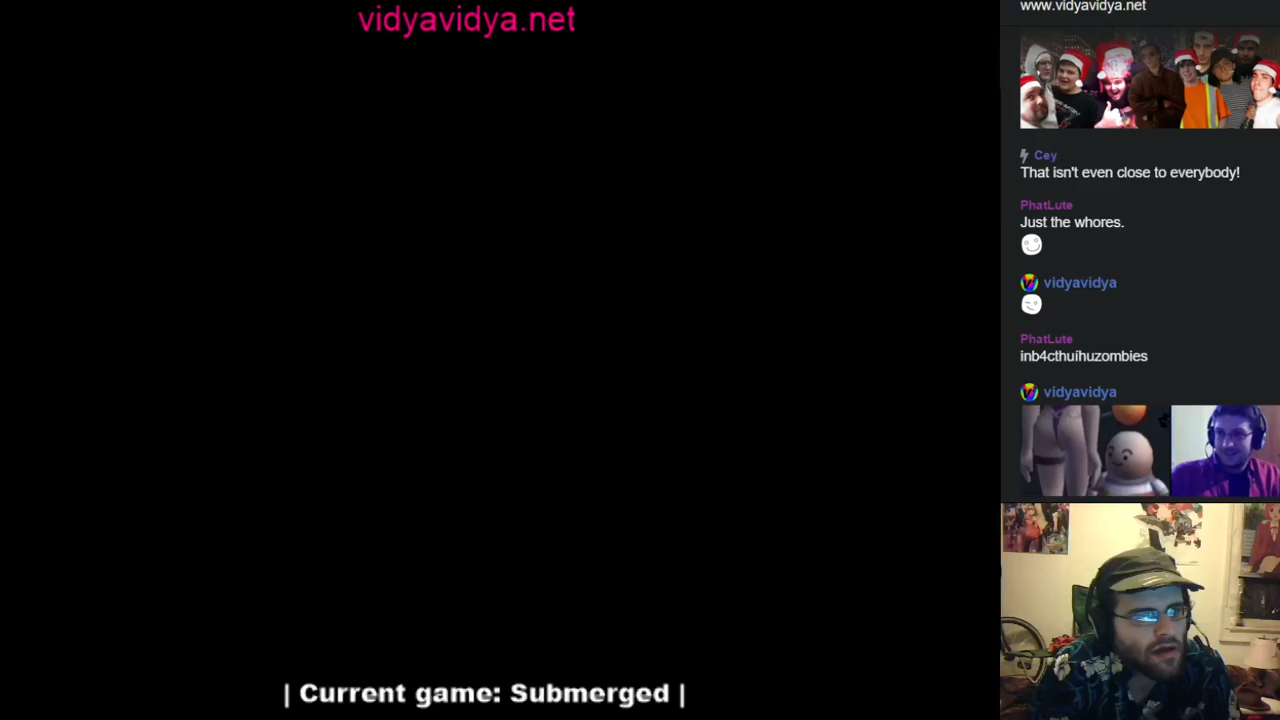 vidyavidya.net
www.vidyavidya.net
Cey
That isn't even close to everybody!
PhatLute
Just the whores.
vidyavidya
PhatLute
inb4cthuihuzombies
vidyavidya
| Current game: Submerged |